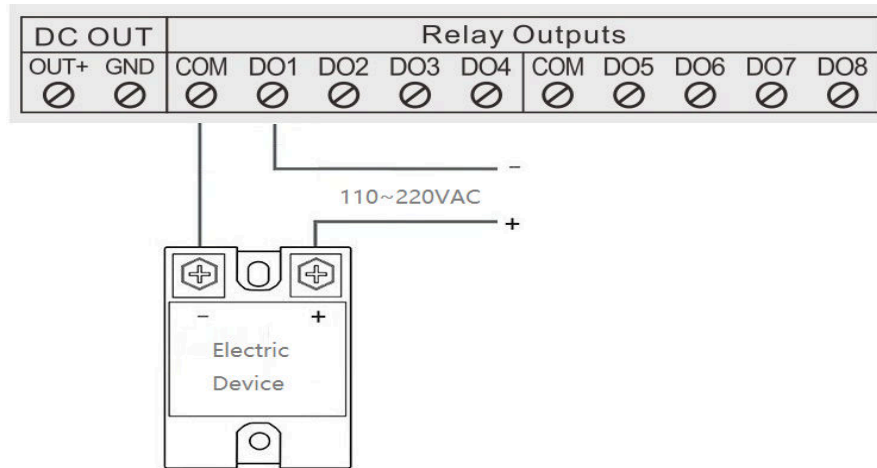 DC OUT Relay Outputs
OUT+ GND COM DO1 DO2 DO3 DO4 COM DO5 DO6 DO7 DO8
-
110~220VAC
+
- +
Electric
Device